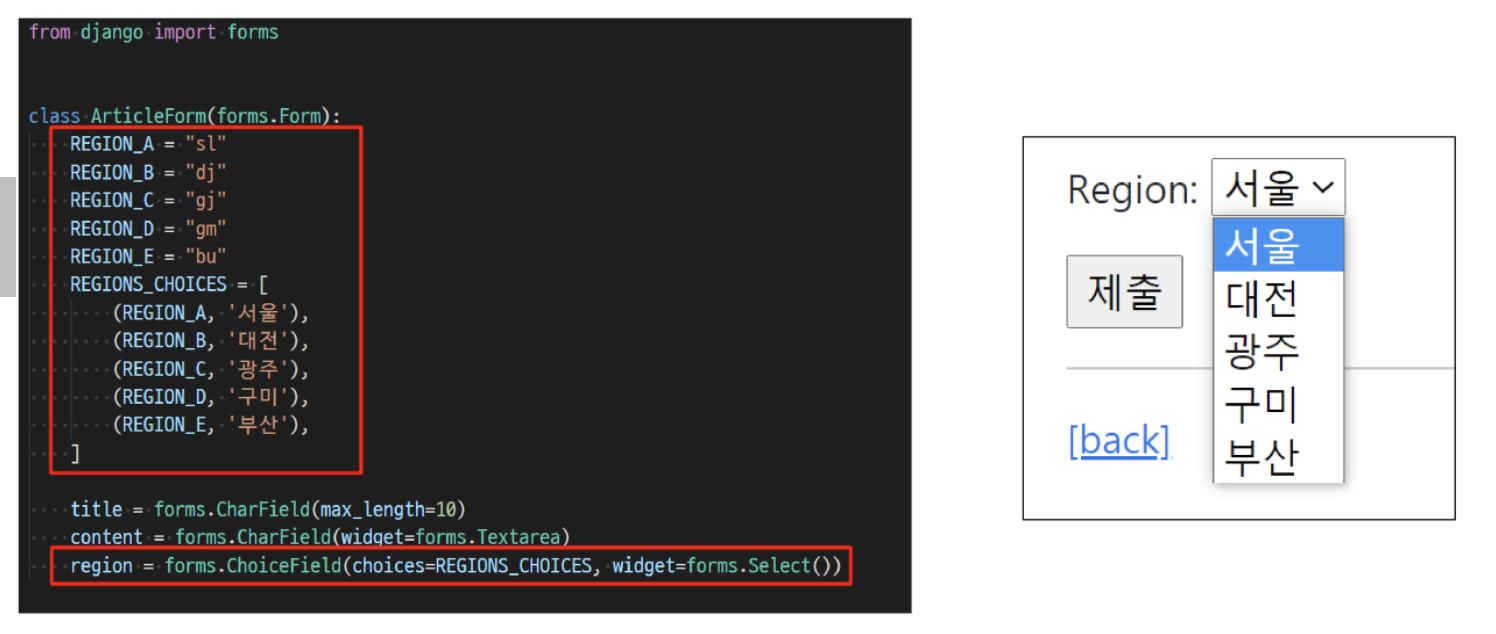 from django import forms
class ArticleForm(forms.Form):
REGION_A = "sl"
REGION_B = "dj"
REGION_C = "gj"
REGION_D = "gm"
REGION_E = "bu"
REGIONS_CHOICES = [
(REGION_A, '서울'),
(REGION_B, '대전'),
(REGION_C, '광주'),
(REGION_D, '구미'),
(REGION_E, '부산'),
]
title = forms.CharField(max_length=10)
content = forms.CharField(widget=forms.Textarea)
region = forms.ChoiceField(choices=REGIONS_CHOICES, widget=forms.Select())
Region: 서울
서울
제출
대전
광주
구미
[back]
부산